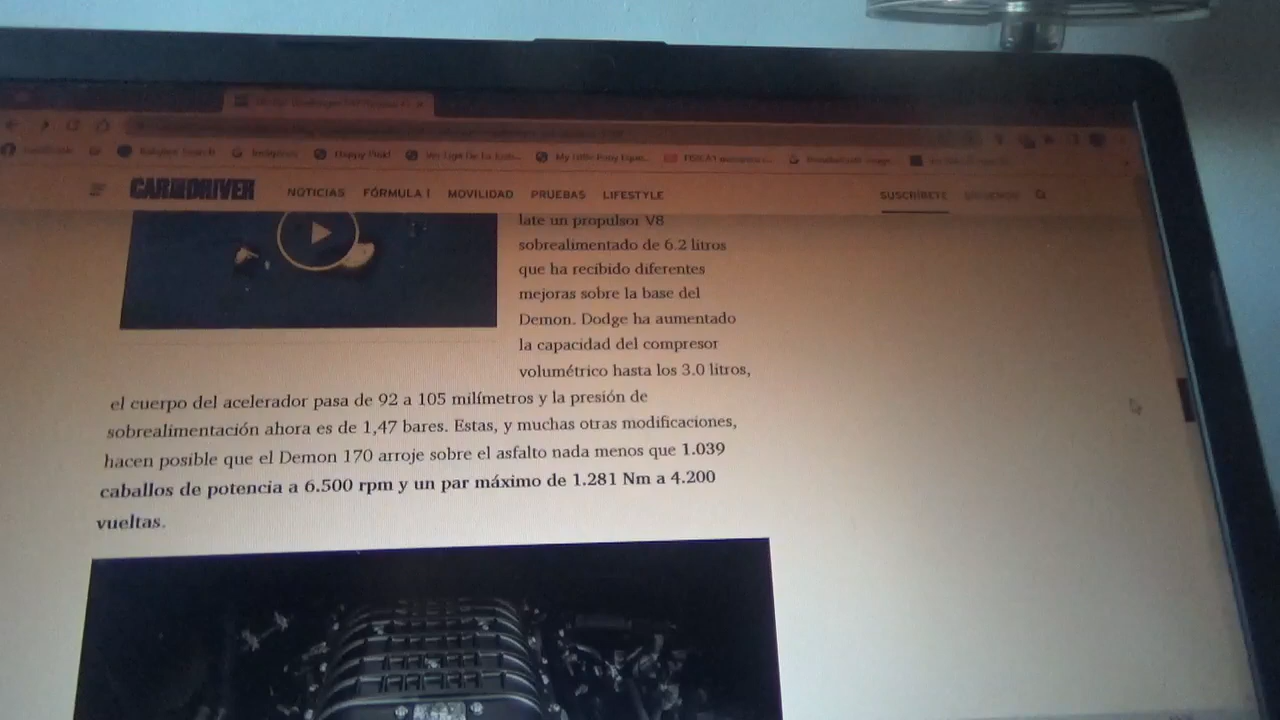 Happy Mod
CAR AND DRIVER
NOTICIAS FÓRMULA 1 MOVILIDAD PRUEBAS LIFESTYLE
SUSCRÍBETE
late un propulsor V8
sobrealimentado de 6.2 litros
que ha recibido diferentes
mejoras sobre la base del
Demon. Dodge ha aumentado
la capacidad del compresor
volumétrico hasta los 3.0 litros,
el cuerpo del acelerador pasa de 92 a 105 milímetros y la presión de
sobrealimentación ahora es de 1,47 bares. Estas, y muchas otras modificaciones,
hacen posible que el Demon 170 arroje sobre el asfalto nada menos que 1.039
caballos de potencia a 6.500 rpm y un par máximo de 1.281 Nm a 4.200
vueltas.